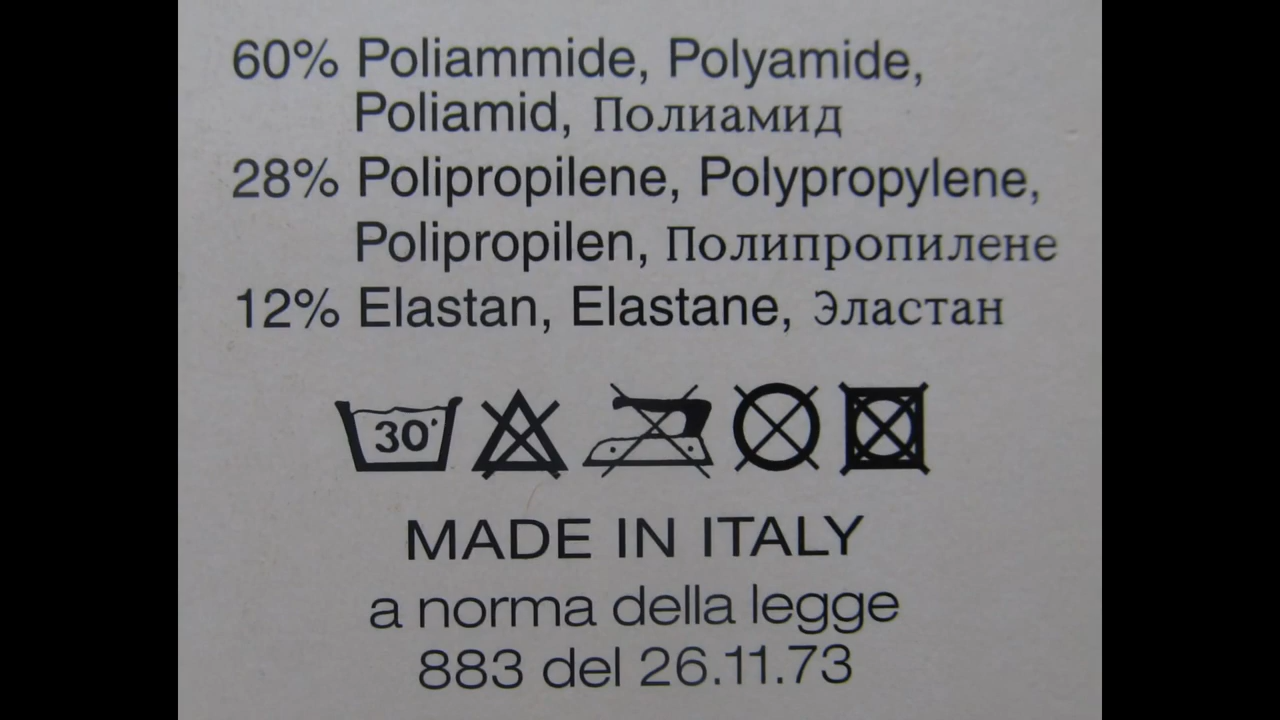 60% Poliammide, Polyamide,
Poliamid, Полиамид
28% Polipropilene, Polypropylene,
Polipropilen, Полипропилене
12% Elastan, Elastane, Эластан
30°
MADE IN ITALY
a norma della legge
883 del 26.11.73